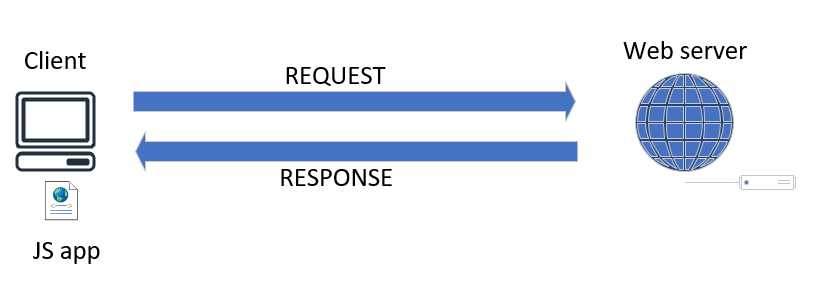 Client
Web server
REQUEST
RESPONSE
JS app